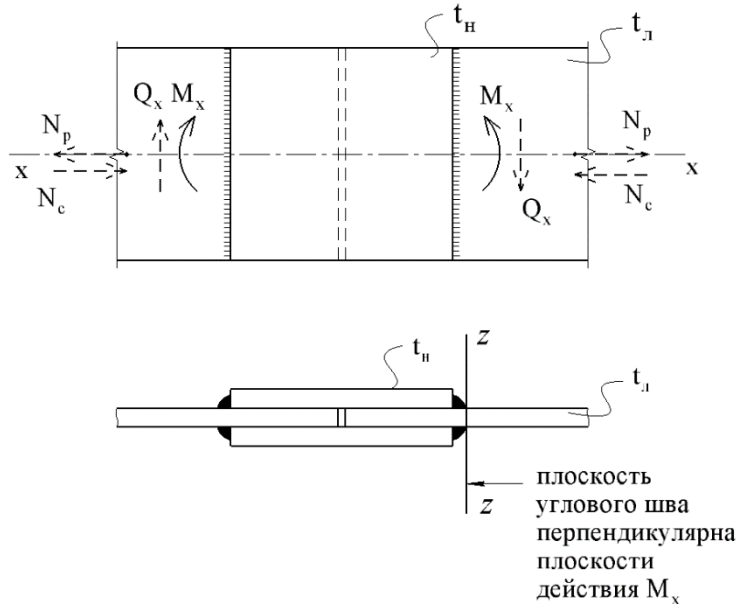 tн
tл
Qx Mx
Mx
Np
Np
x
x
Nc
Nc
Qx
z
tн
tл
z
плоскость
углового шва
перпендикулярна
плоскости
действия Mx